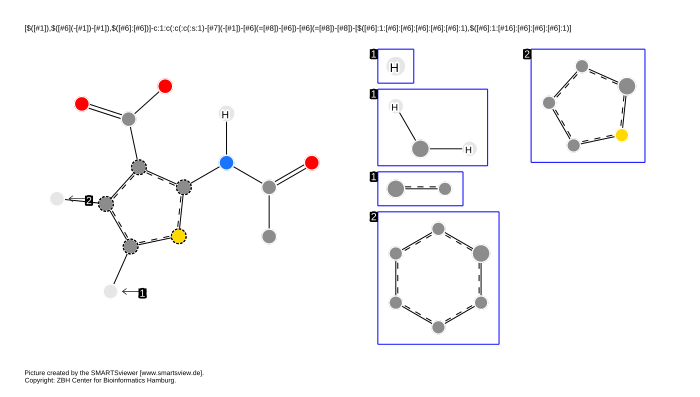 [$([#1]),$([#6](-[#1])-[#1]),$([#6]:[#6])]-c:1:c(:c(:c(:s:1)-[#7](-[#1])-[#6](=[#8])-[#6])-[#6](=[#8])-[#8])-[$([#6]:1:[#6]:[#6]:[#6]:[#6]:[#6]:1),$([#6]:1:[#16]:[#6]:[#6]:[#6]:1)]
1
H
2
1
H
H
H
2
1
2
1
Picture created by the SMARTSviewer [www.smartsview.de].
Copyright: ZBH Center for Bioinformatics Hamburg.